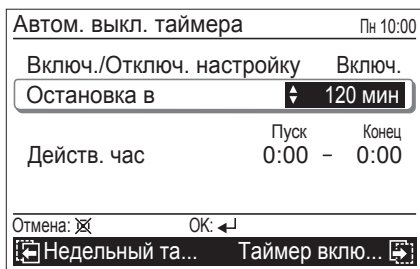 Автом. выкл. таймера Пн 10:00
Включ./Отключ. настройку Включ.
Остановка в 120 мин
Пуск Конец
Действ. час 0:00 – 0:00
Отмена: OK:
Недельный та... Таймер вклю...